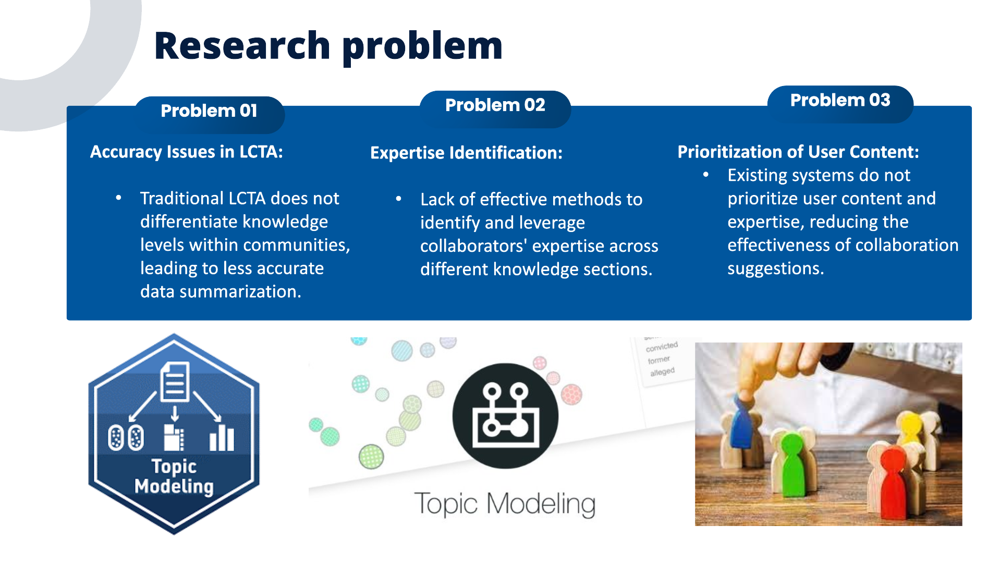 Research problem
Problem 01
Accuracy Issues in LCTA:
• Traditional LCTA does not
differentiate knowledge
levels within communities,
leading to less accurate
data summarization.
Problem 02
Expertise Identification:
• Lack of effective methods to
identify and leverage
collaborators' expertise across
different knowledge sections.
Problem 03
Prioritization of User Content:
• Existing systems do not
prioritize user content and
expertise, reducing the
effectiveness of collaboration
suggestions.
Topic
Modeling
convicted
former
alleged
Topic Modeling